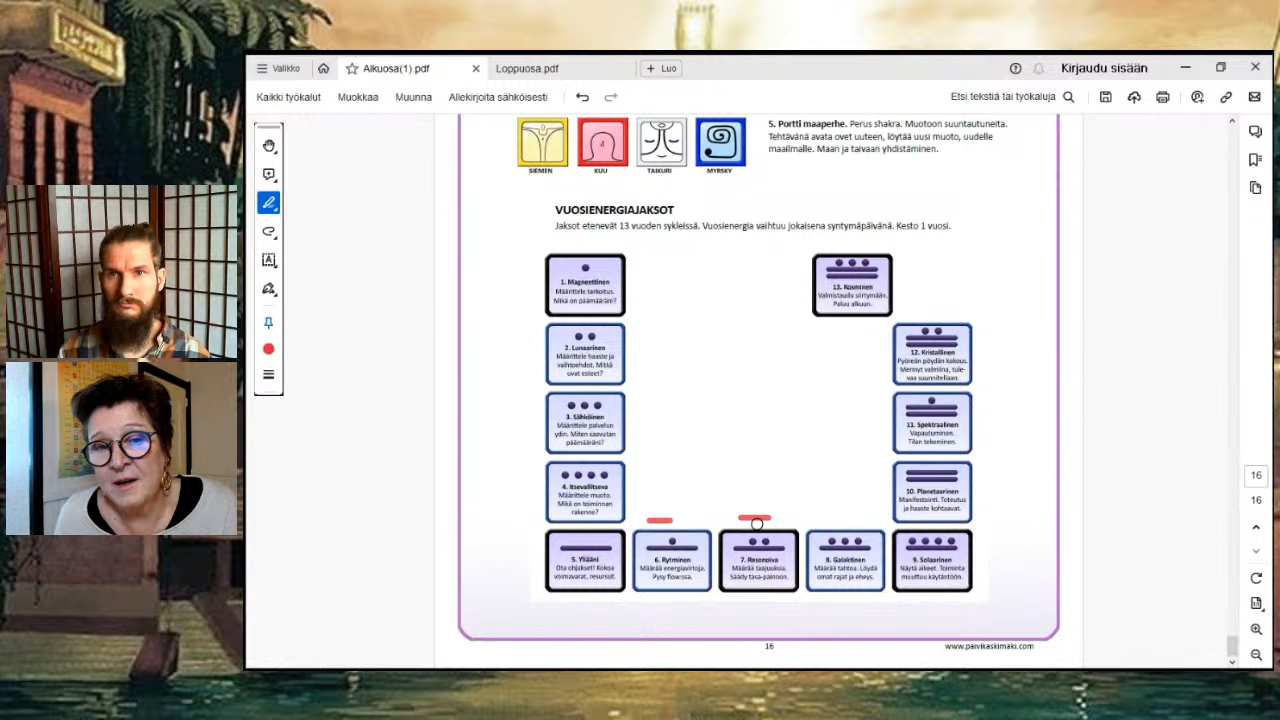 Valikko
Alkuosa(1).pdf
Loppuosa.pdf
+ Luo
Kirjaudu sisään
Kaikki työkalut
Muokkaa
Muunna
Allekirjoita sähköisesti
Etsi tekstiä tai työkaluja
SIEMEN
KUU
TAIKURI
MYRSKY
5. Portti maaperhe. Perus shakra. Muotoon suuntautuneita.
Tehtävänä avata ovet uuteen, löytää uusi muoto, uudelle
maailmalle. Maan ja taivaan yhdistäminen.
VUOSIENERGIAJAKSOT
Jaksot etenevät 13 vuoden sykleissä. Vuosienergia vaihtuu jokaisena syntymäpäivänä. Kesto 1 vuosi.
1. Magneettinen
Määrittele tarkoitus.
Mikä on päämääräni?
2. Lunaarinen
Määrittele haaste ja
vaihtoehdot. Mitkä
ovat esteet?
3. Sähköinen
Määrittele palvelun
ydin. Miten saavutan
päämääräni?
4. Itsevallitseva
Määrittele muoto.
Mikä on toiminnan
rakenne?
5. Yliääni
Ota ohjakset! Kokoa
voimavarat, resurssit.
6. Rytminen
Määrää energiavirtoja.
Pysy flow:ssa.
7. Resonoiva
Määrää taajuuksia.
Säädy tasa-painoon.
8. Galaktinen
Määrää tahtoa. Löydä
omat rajat ja eheys.
9. Solaarinen
Näytä aikeet. Toiminta
muuttuu käytäntöön.
10. Planetaarinen
Manifestointi. Toteutus
ja haaste kohtaavat.
11. Spektraalinen
Vapautuminen.
Tilan tekeminen.
12. Kristallinen
Pyöreän pöydän kokous.
Mennyt valmiina, tule-
vaa suunnitellaan.
13. Kosminen
Valmistaudu siirtymään.
Paluu alkuun.
16
www.paivikaskimaki.com
16
16